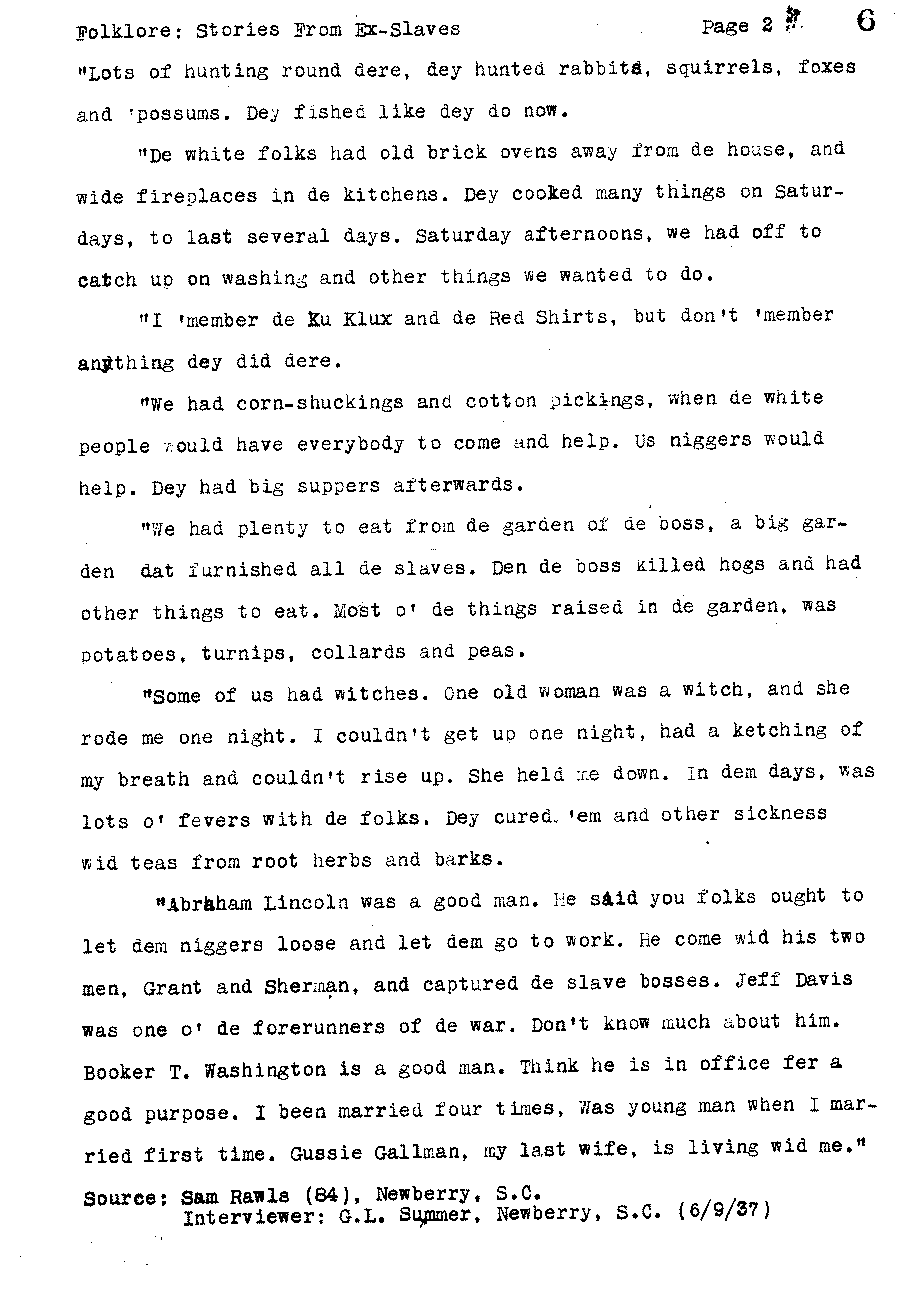 Folklore: Stories From Ex-Slaves Page 2 6
"Lots of hunting round dere, dey hunted rabbits, squirrels, foxes
and 'possums. Dey fished like dey do now.
"De white folks had old brick ovens away from de house, and
wide fireplaces in de kitchens. Dey cooked many things on Satur-
days, to last several days. Saturday afternoons, we had off to
catch up on washing and other things we wanted to do.
"I 'member de Ku Klux and de Red Shirts, but don't 'member
anything dey did dere.
"We had corn-shuckings and cotton pickings, when de white
people would have everybody to come and help. Us niggers would
help. Dey had big suppers afterwards.
"We had plenty to eat from de garden of de boss, a big gar-
den dat furnished all de slaves. Den de boss killed hogs and had
other things to eat. Most o' de things raised in de garden, was
potatoes, turnips, collards and peas.
"Some of us had witches. One old woman was a witch, and she
rode me one night. I couldn't get up one night, had a ketching of
my breath and couldn't rise up. She held me down. In dem days, was
lots o' fevers with de folks. Dey cured. 'em and other sickness
wid teas from root herbs and barks.
"Abraham Lincoln was a good man. He said you folks ought to
let dem niggers loose and let dem go to work. He come wid his two
men, Grant and Sherman, and captured de slave bosses. Jeff Davis
was one o' de forerunners of de war. Don't know much about him.
Booker T. Washington is a good man. Think he is in office fer a
good purpose. I been married four times, Was young man when I mar-
ried first time. Gussie Gallman, my last wife, is living wid me."
Source: Sam Rawls (84), Newberry, S.C.
Interviewer: G.L. Summer, Newberry, S.C. (6/9/37)